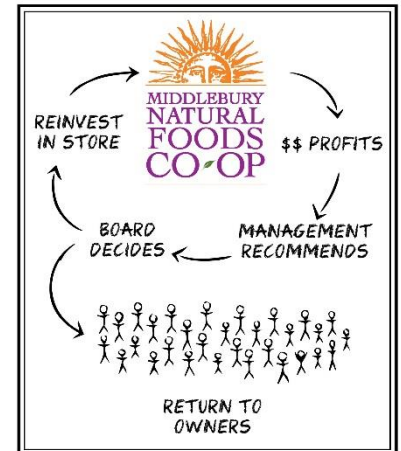 MIDDLEBURY
NATURAL
FOODS
CO-OP
REINVEST
IN STORE
$$ PROFITS
BOARD
DECIDES
MANAGEMENT
RECOMMENDS
RETURN TO
OWNERS